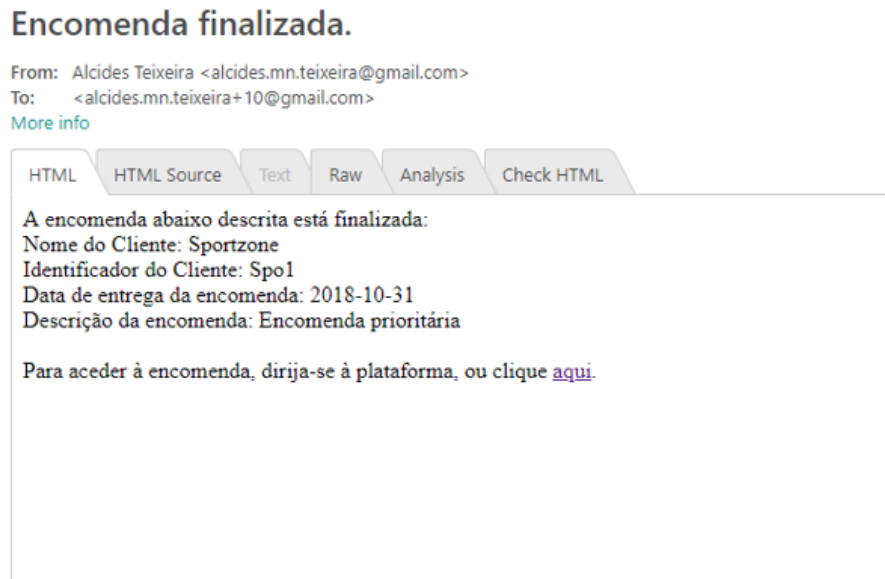 Encomenda finalizada.
From: Alcides Teixeira <alcides.mn.teixeira@gmail.com>
To: <alcides.mn.teixeira+10@gmail.com>
More info
HTML HTML Source Text Raw Analysis Check HTML
A encomenda abaixo descrita está finalizada:
Nome do Cliente: Sportzone
Identificador do Cliente: Spo1
Data de entrega da encomenda: 2018-10-31
Descrição da encomenda: Encomenda prioritária
Para aceder à encomenda, dirija-se à plataforma, ou clique aqui.